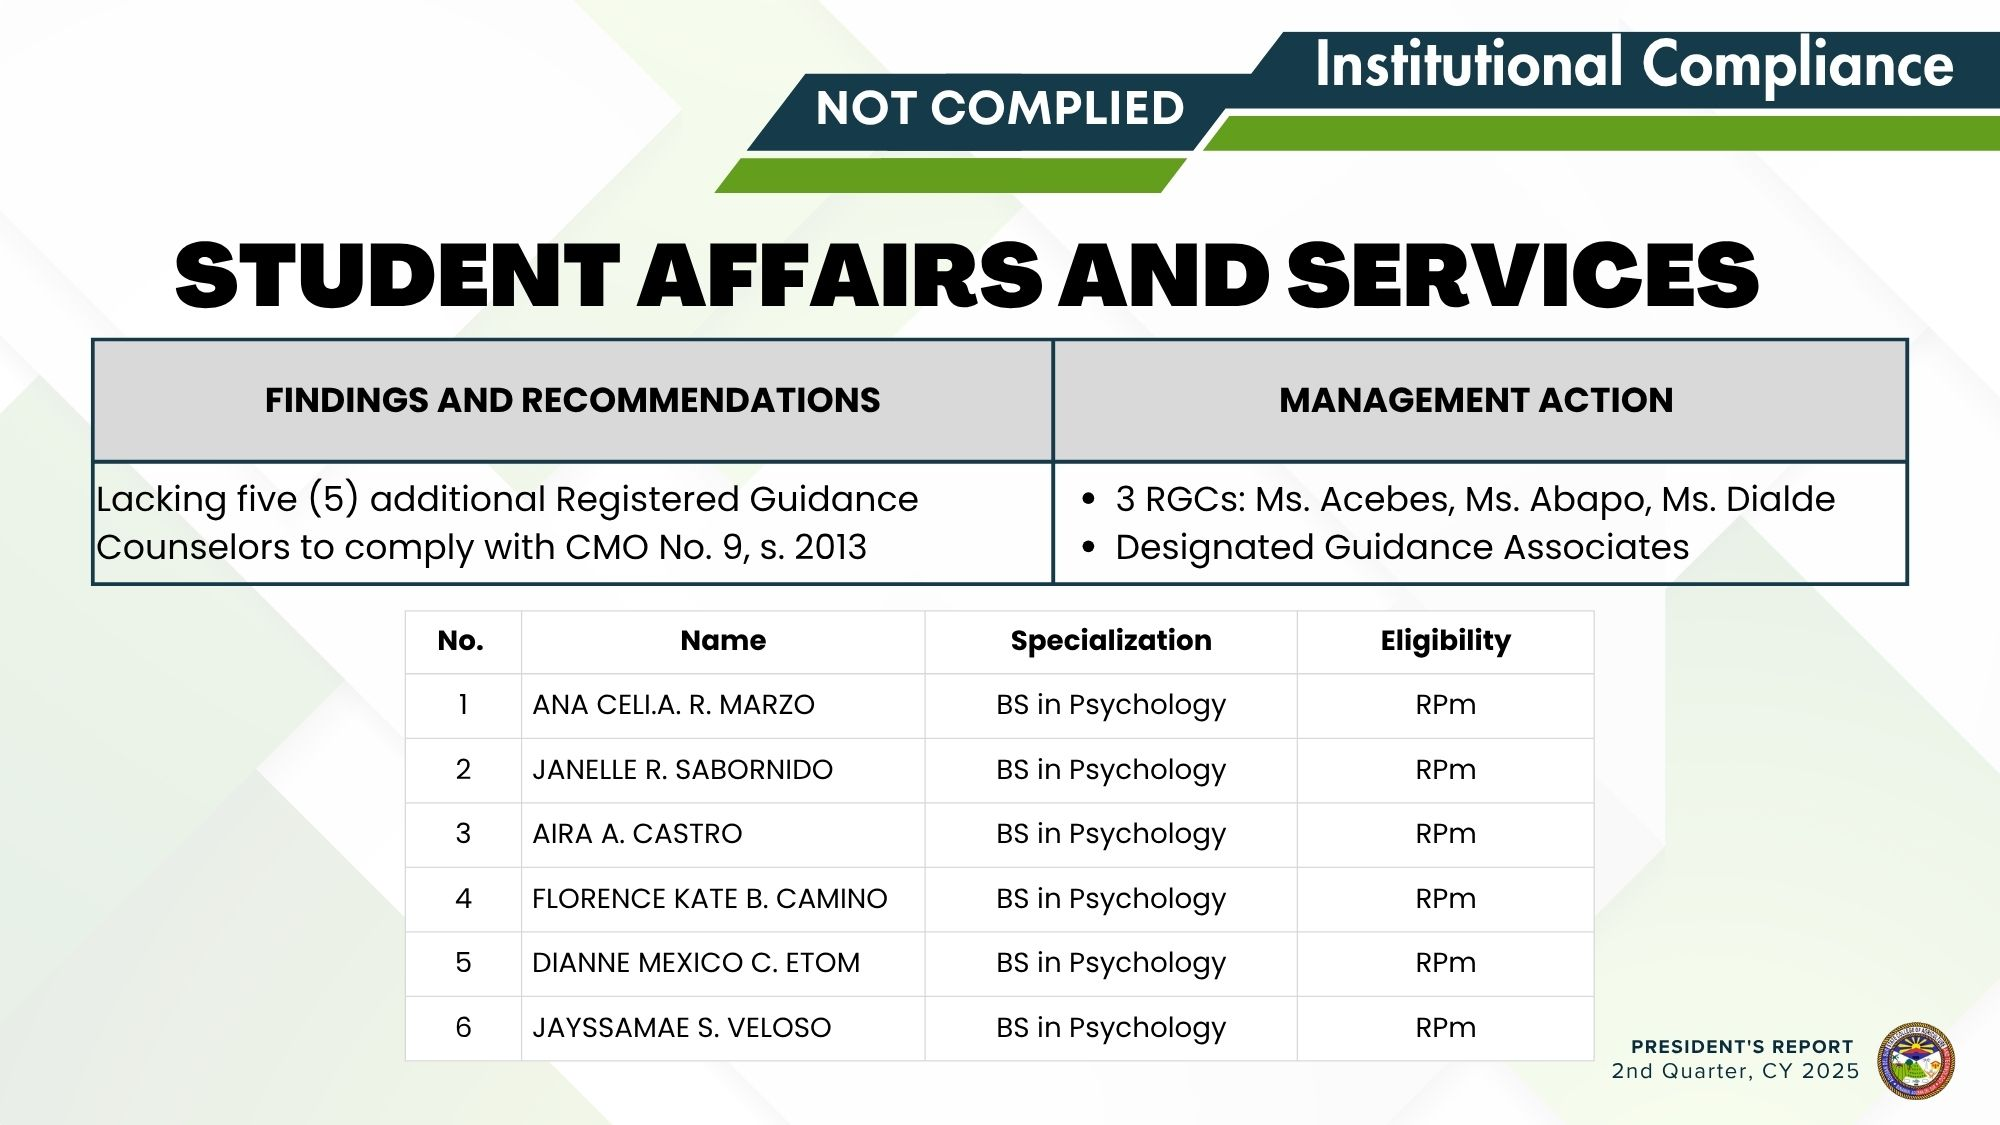 Institutional Compliance
NOT COMPLIED
STUDENT AFFAIRS AND SERVICES
FINDINGS AND RECOMMENDATIONS
MANAGEMENT ACTION
Lacking five (5) additional Registered Guidance
Counselors to comply with CMO No. 9, s. 2013
• 3 RGCs: Ms. Acebes, Ms. Abapo, Ms. Dialde
• Designated Guidance Associates
No. Name Specialization Eligibility
1 ANA CELI.A. R. MARZO BS in Psychology RPm
2 JANELLE R. SABORNIDO BS in Psychology RPm
3 AIRA A. CASTRO BS in Psychology RPm
4 FLORENCE KATE B. CAMINO BS in Psychology RPm
5 DIANNE MEXICO C. ETOM BS in Psychology RPm
6 JAYSSAMAE S. VELOSO BS in Psychology RPm
PRESIDENT'S REPORT
2nd Quarter, CY 2025